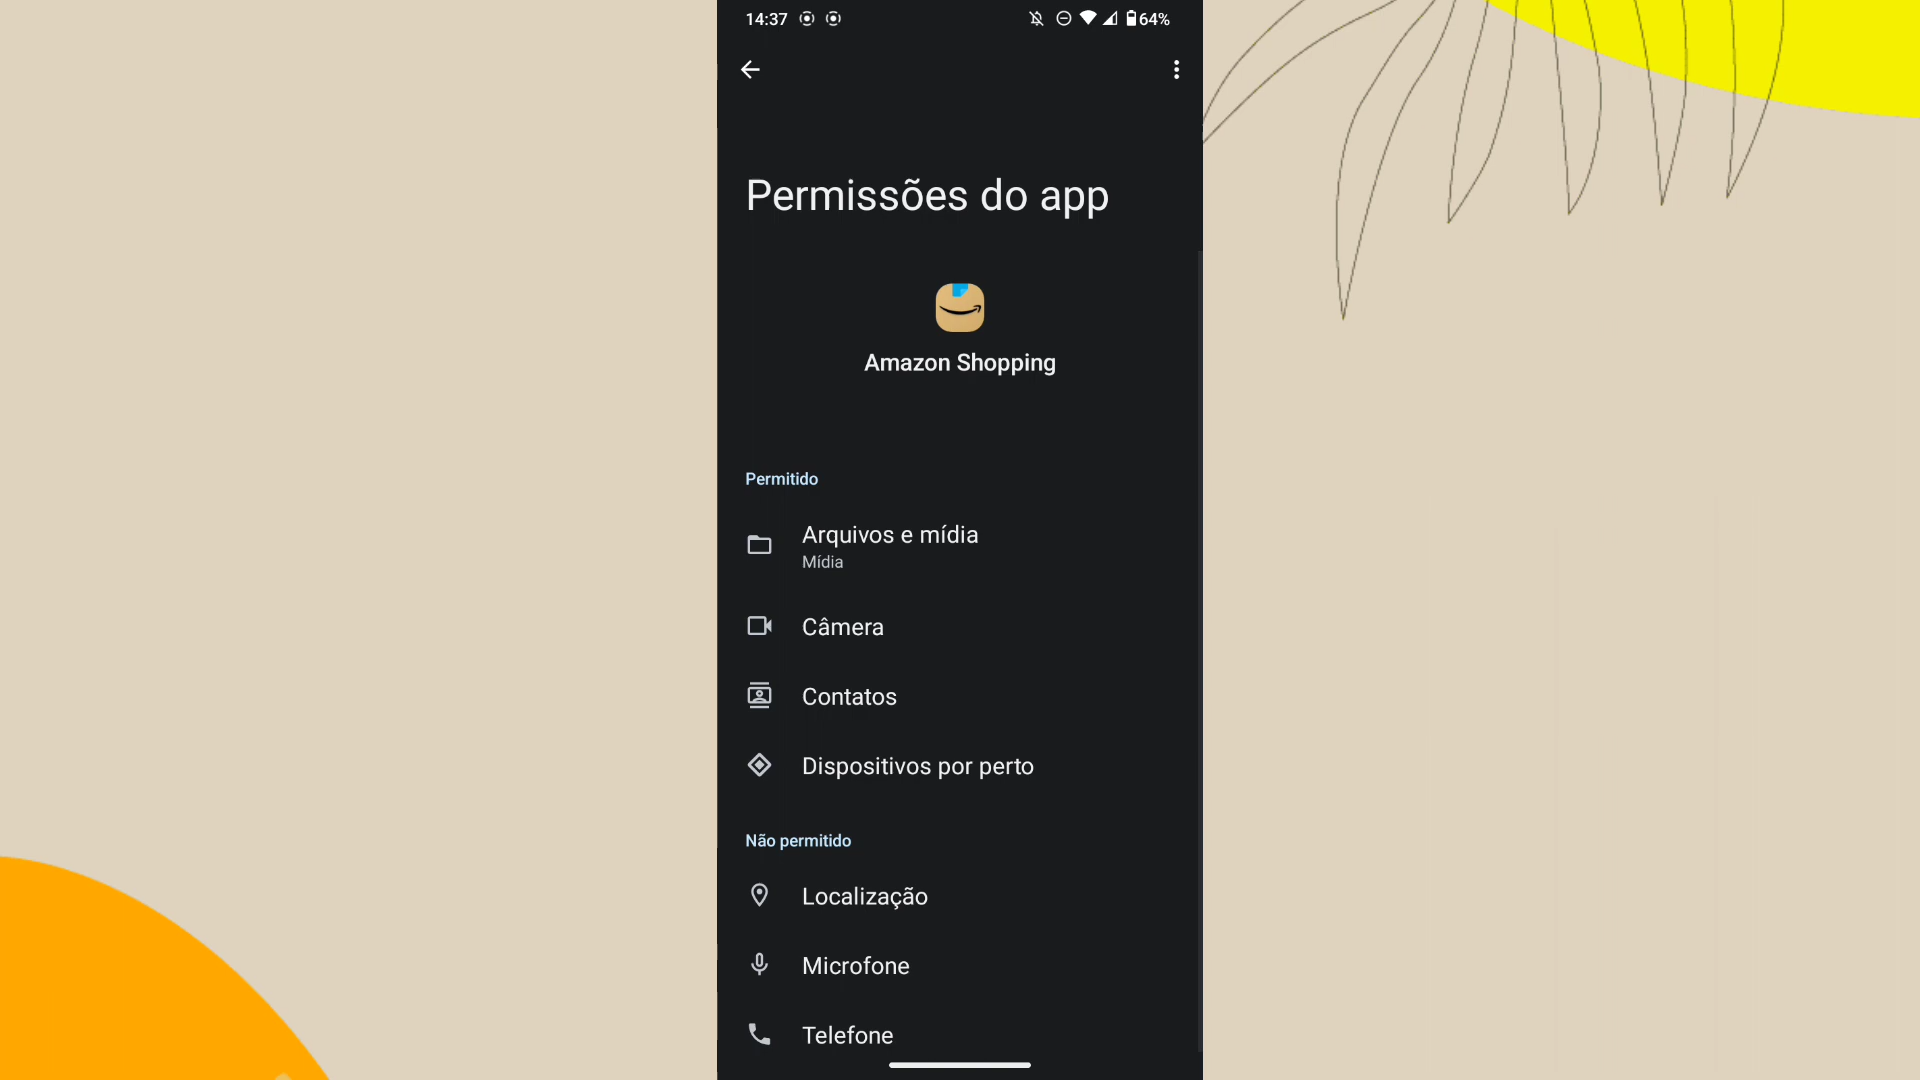 14:37
64%
Permissões do app
Amazon Shopping
Permitido
Arquivos e mídia
Mídia
Câmera
Contatos
Dispositivos por perto
Não permitido
Localização
Microfone
Telefone